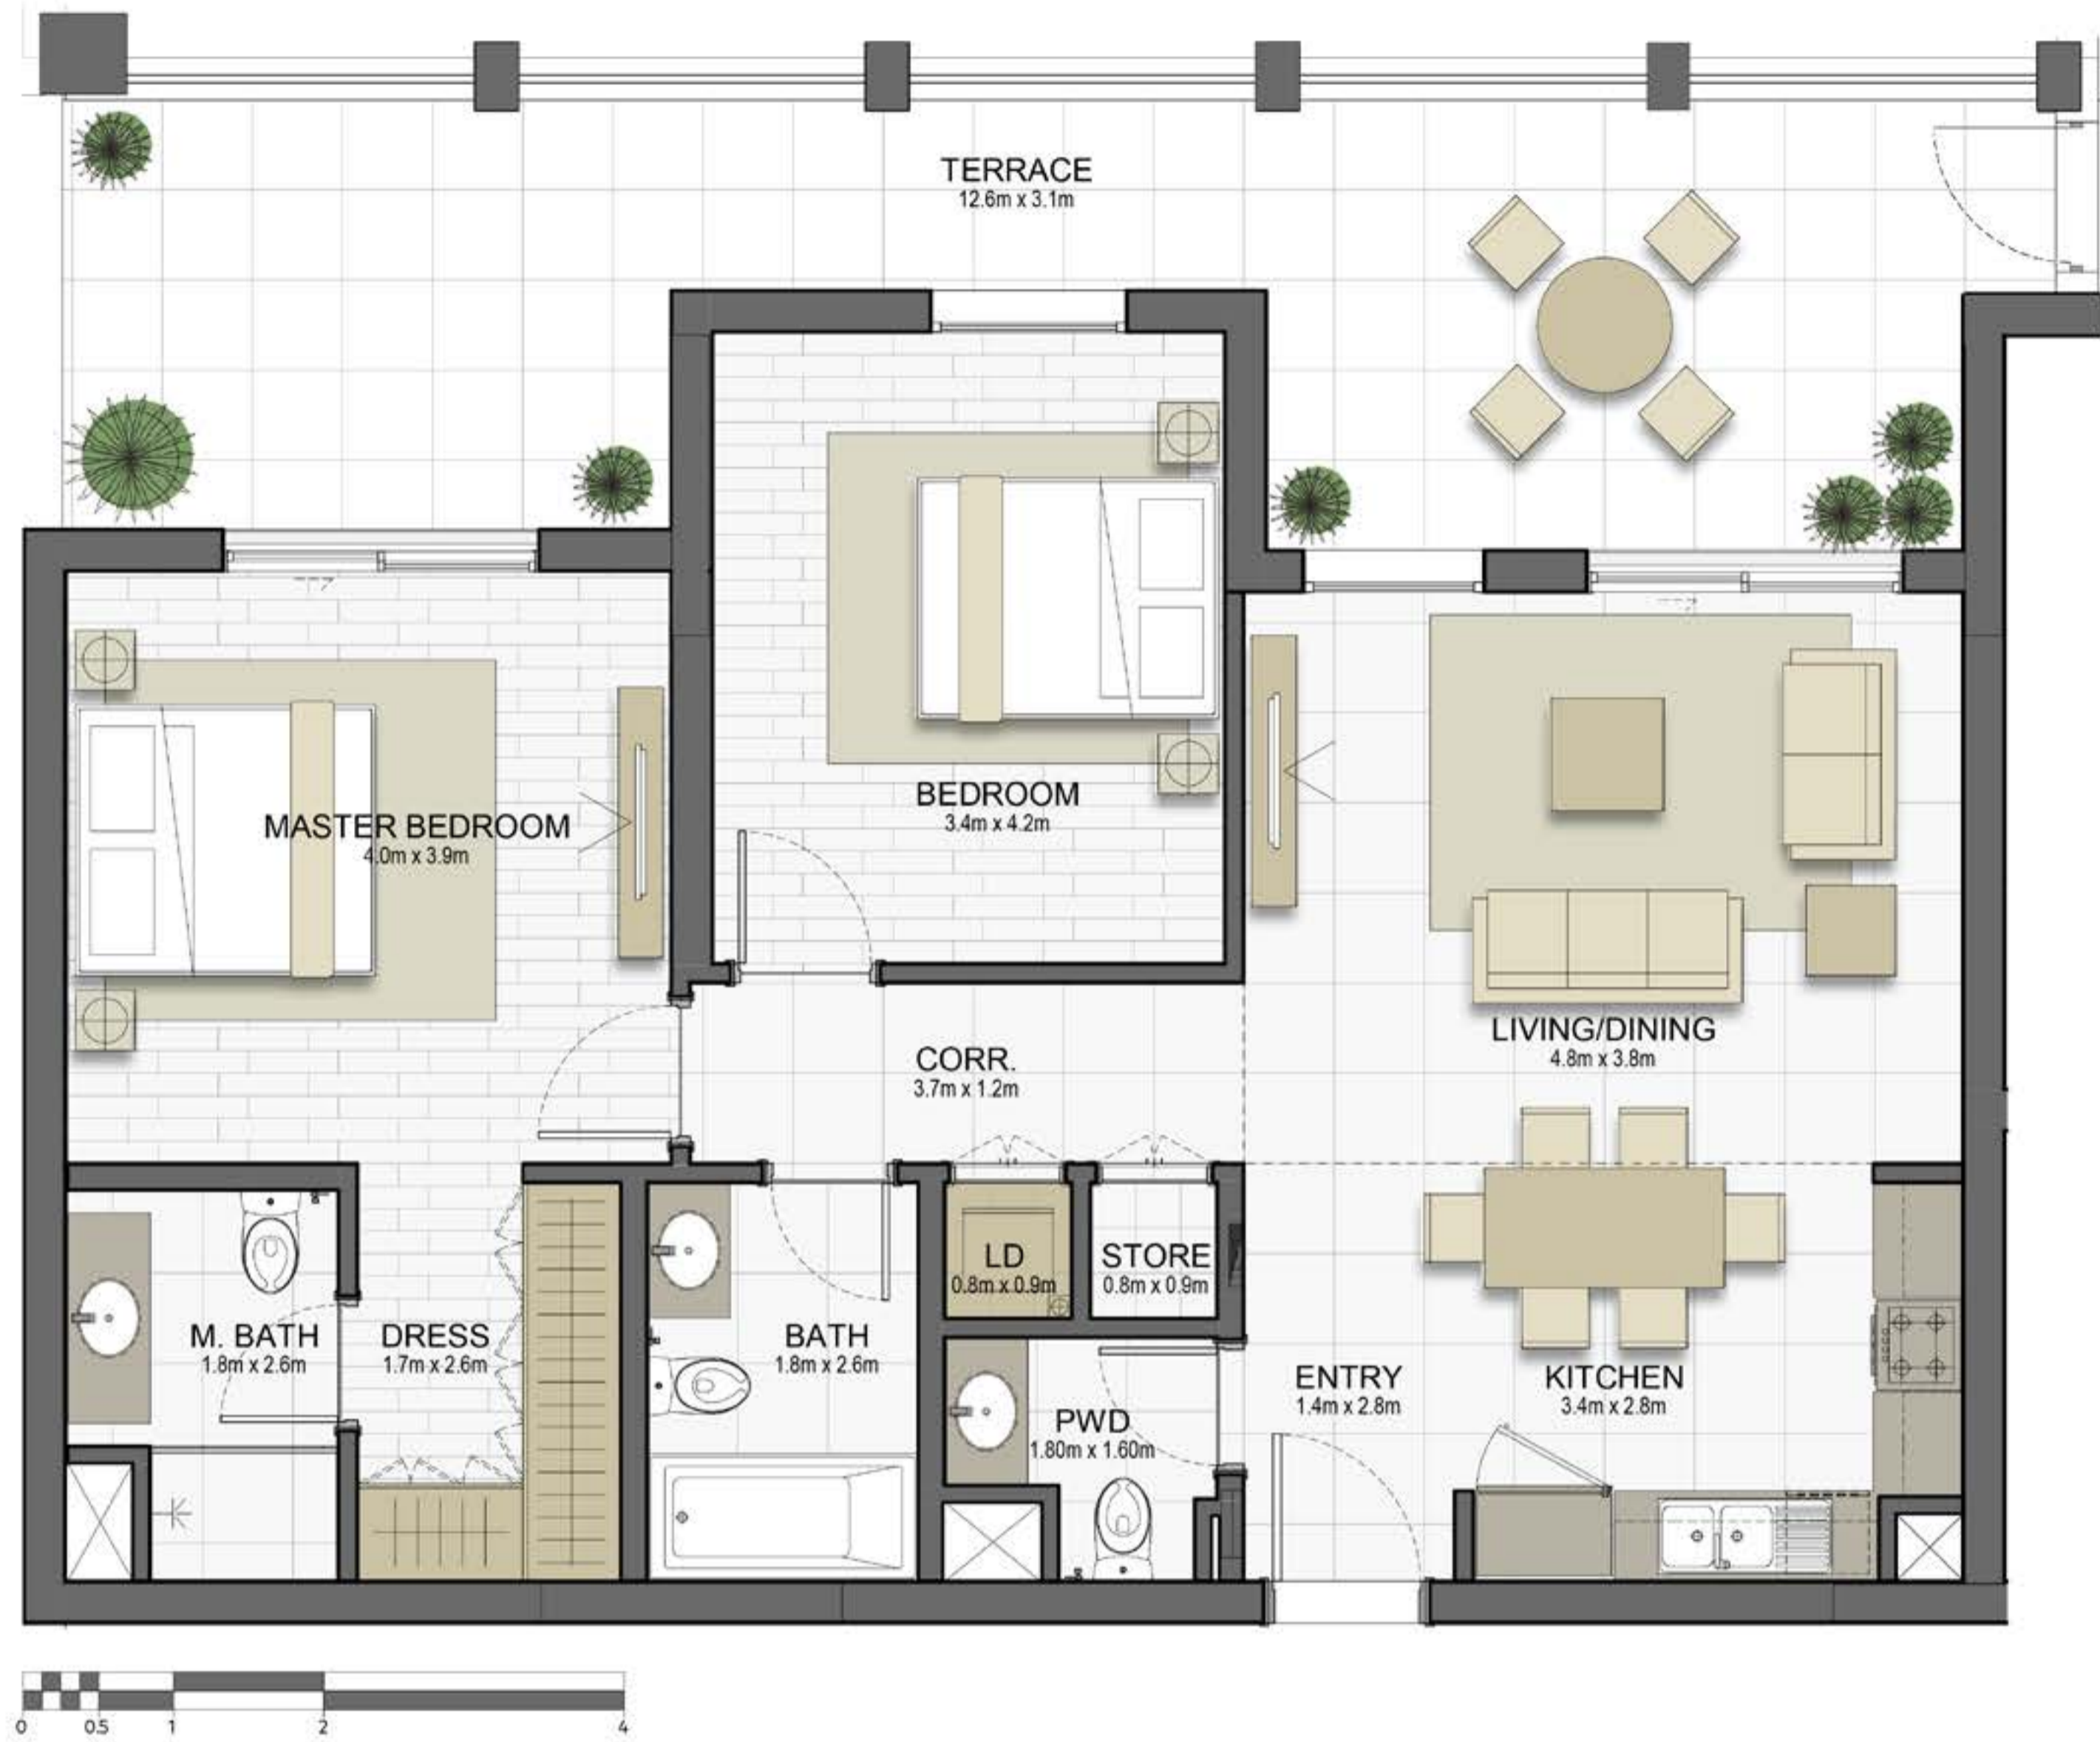 TERRACE
12.6m x 3.1m
BEDROOM
3.4m x 4.2m
MASTER BEDROOM
4.0m x 3.9m
LIVING/DINING
4.8m x 3.8m
CORR.
3.7m x 1.2m
LD
0.8m x 0.9m
STORE
0.8m x 0.9m
M. BATH
1.8m x 2.6m
DRESS
1.7m x 2.6m
BATH
1.8m x 2.6m
PWD
1.80m x 1.60m
ENTRY
1.4m x 2.8m
KITCHEN
3.4m x 2.8m
0 0.5 1 2 4